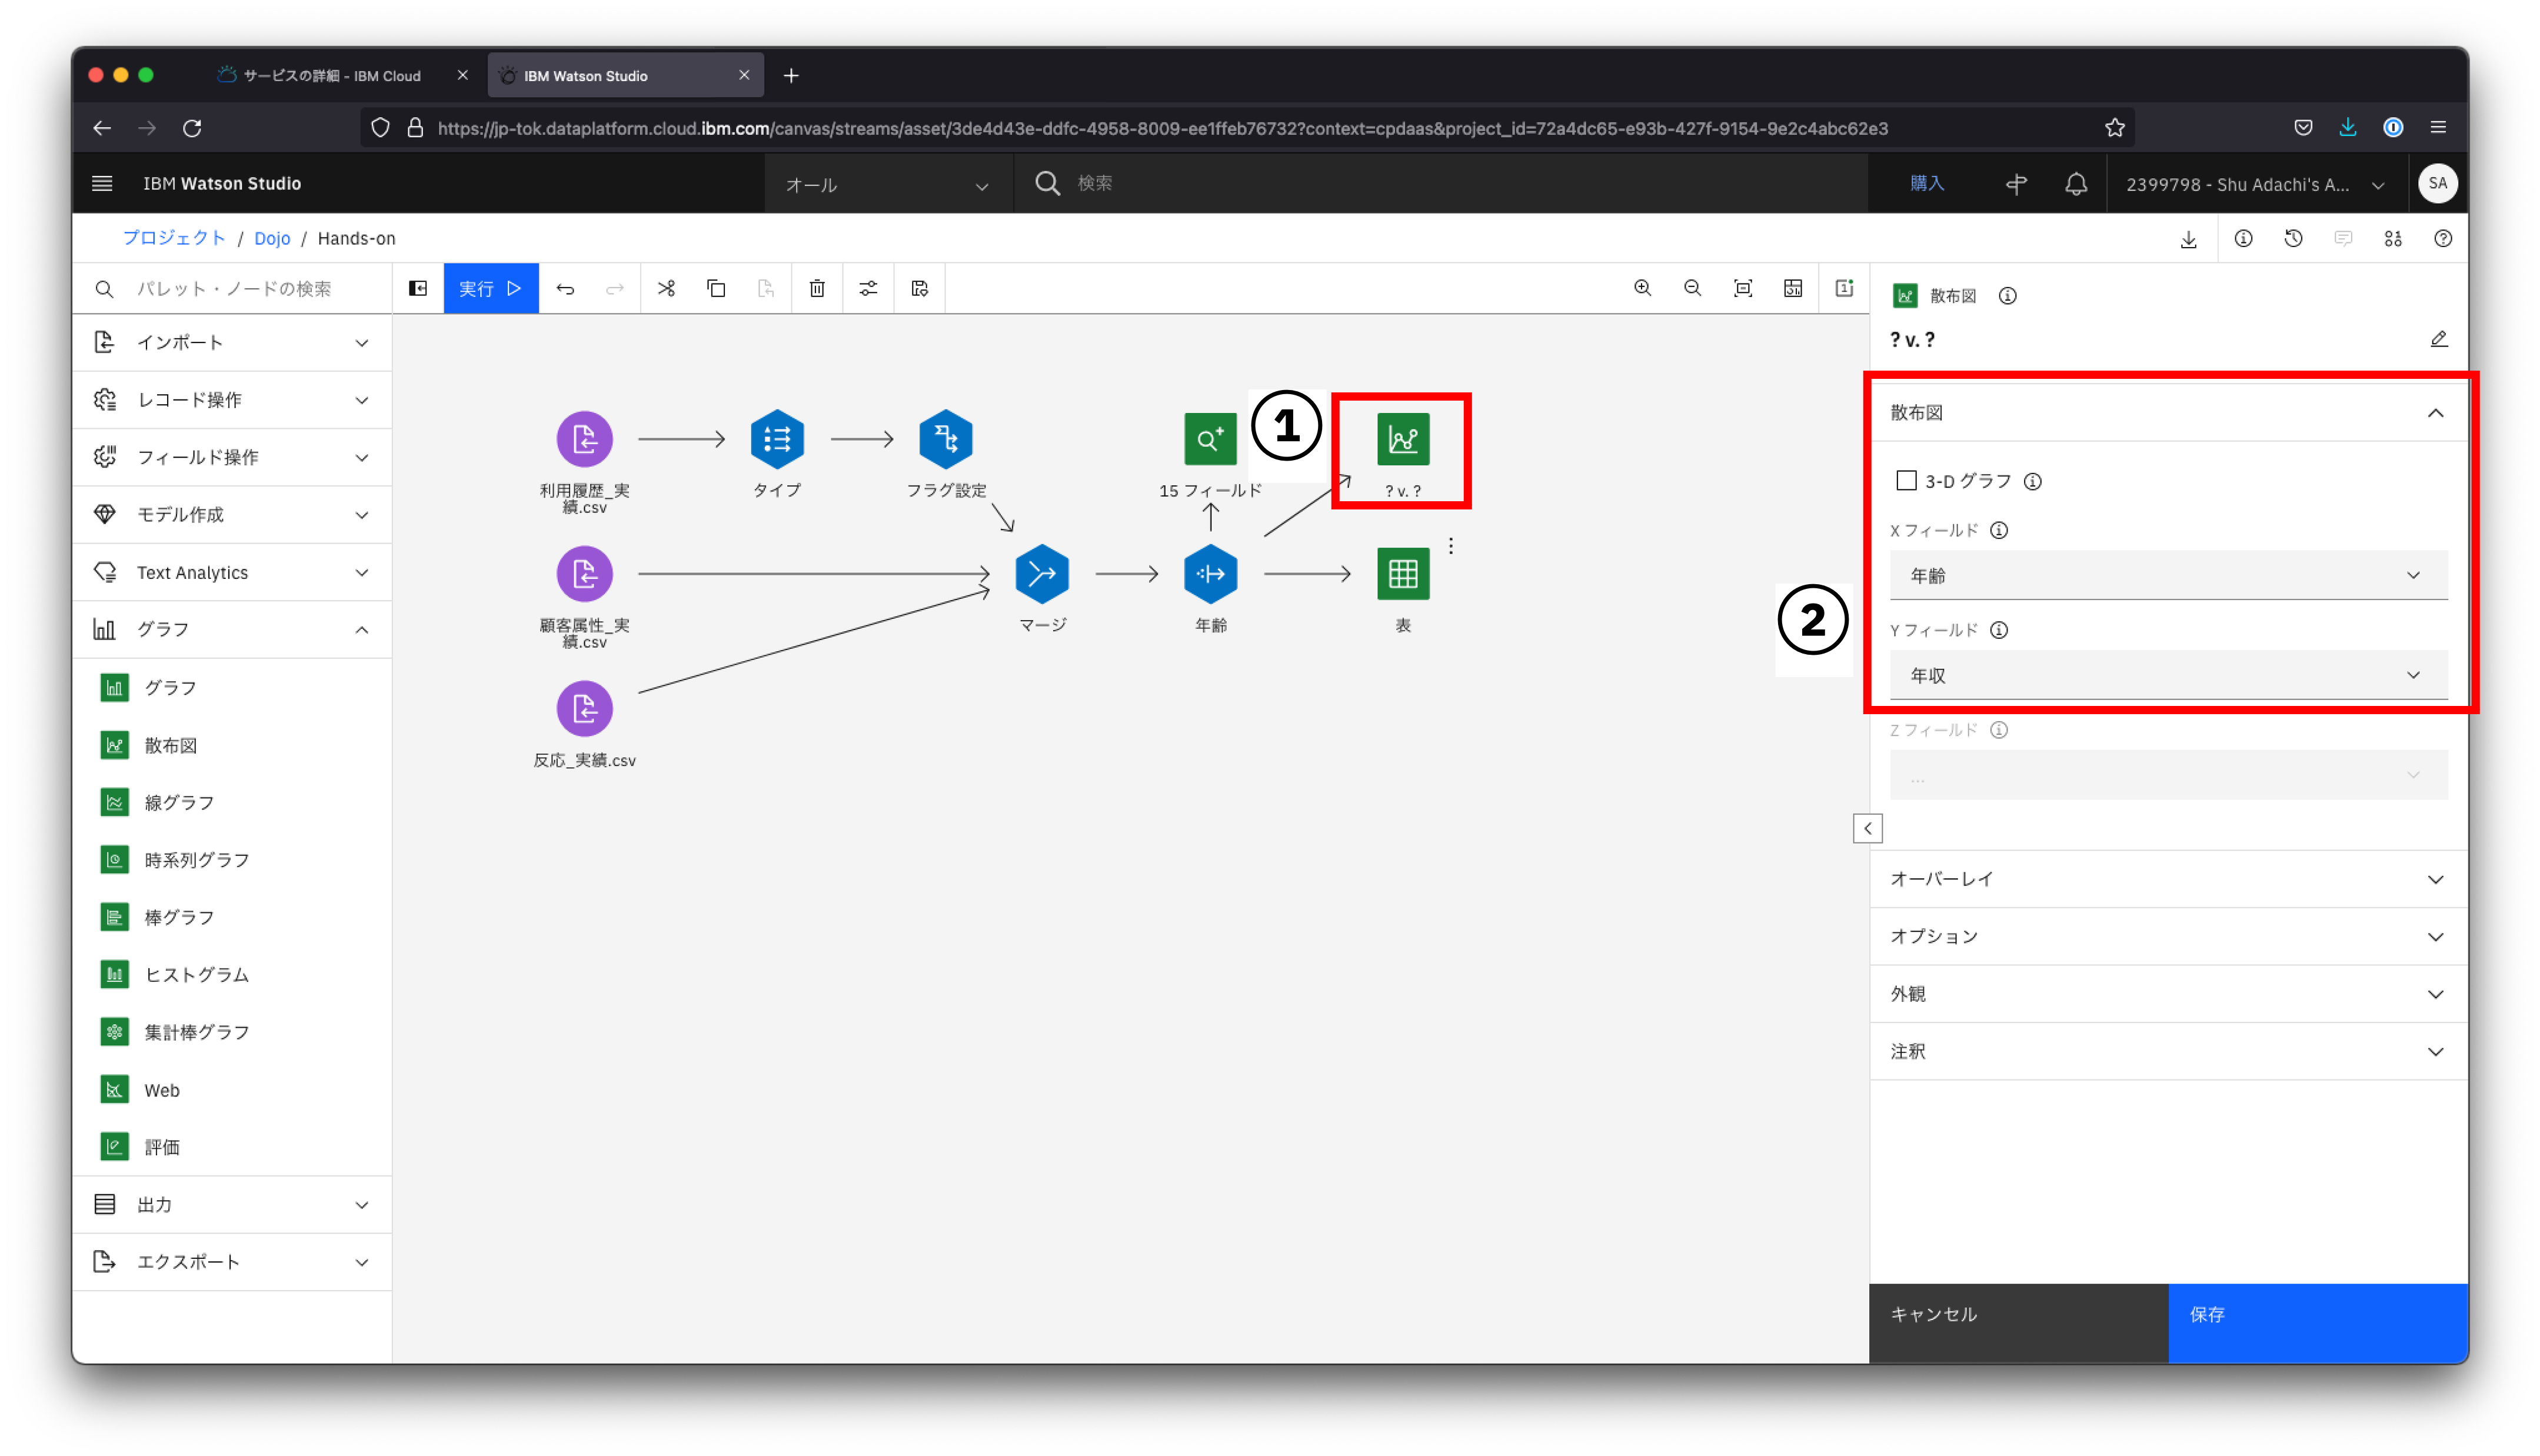 サービスの詳細 - IBM Cloud
IBM Watson Studio
https://jp-tok.dataplatform.cloud.ibm.com/canvas/streams/asset/3de4d43e-ddfc-4958-8009-ee1ffeb76732?context=cpdaas&project_id=72a4dc65-e93b-427f-9154-9e2c4abc62e3
IBM Watson Studio
オール
検索
購入
2399798 - Shu Adachi's A...
SA
プロジェクト / Dojo / Hands-on
パレット・ノードの検索
実行
インポート
レコード操作
フィールド操作
モデル作成
Text Analytics
グラフ
グラフ
散布図
線グラフ
時系列グラフ
棒グラフ
ヒストグラム
集計棒グラフ
Web
評価
出力
エクスポート
利用履歴_実
績.csv
タイプ
フラグ設定
15 フィールド
①
? v. ?
顧客属性_実
績.csv
マージ
年齢
表
反応_実績.csv
②
散布図
? v. ?
散布図
3-D グラフ
X フィールド
年齢
Y フィールド
年収
Z フィールド
...
オーバーレイ
オプション
外観
注釈
キャンセル
保存